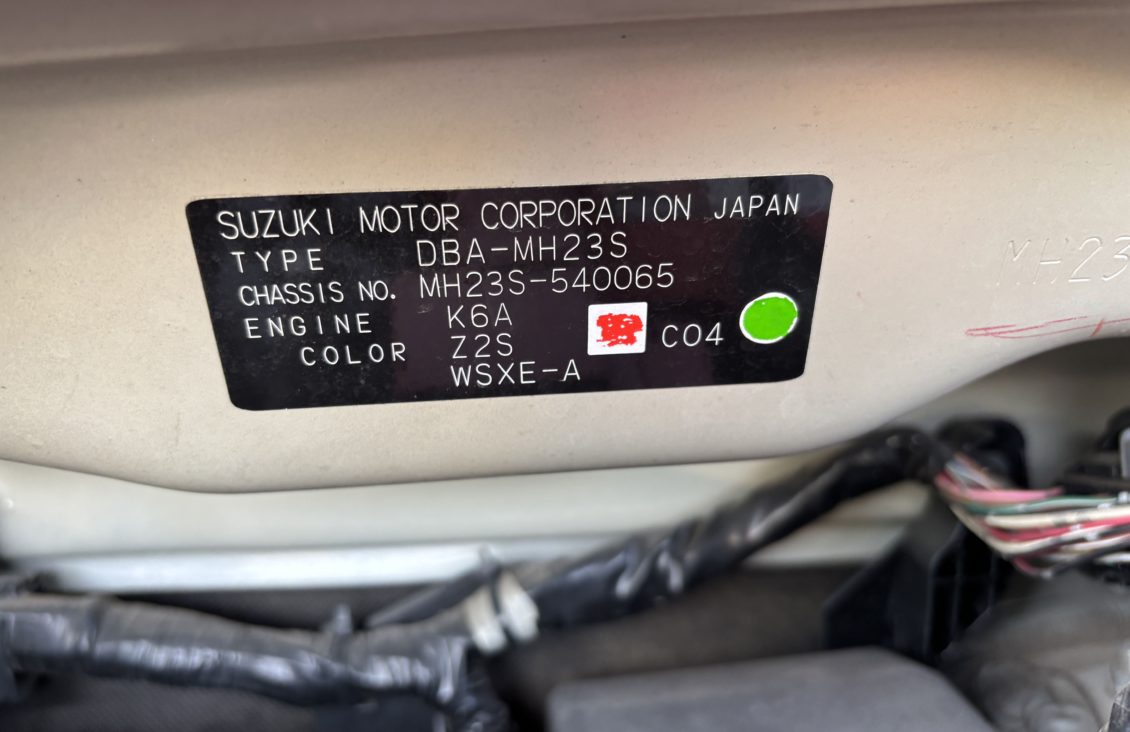 SUZUKI MOTOR CORPORATION JAPAN
TYPE DBA-MH23S
CHASSIS NO. MH23S-540065
ENGINE K6A
COLOR Z2S C04
WSXE-A
MH23